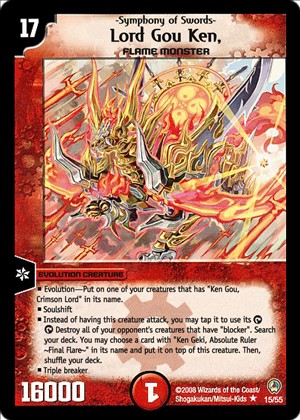 17
-Symphony of Swords-
Lord Gou Ken,
FLAME MONSTER
EVOLUTION CREATURE
■ Evolution—Put on one of your creatures that has "Ken Gou,
Crimson Lord" in its name.
■ Soulshift
■ Instead of having this creature attack, you may tap it to use its
Destroy all of your opponent's creatures that have "blocker". Search
your deck. You may choose a card with "Ken Geki, Absolute Ruler
~Final Flare~" in its name and put it on top of this creature. Then,
shuffle your deck.
■ Triple breaker
16000
1
©2008 Wizards of the Coast/
Shogakukan/Mitsui-Kids ★ 15/55